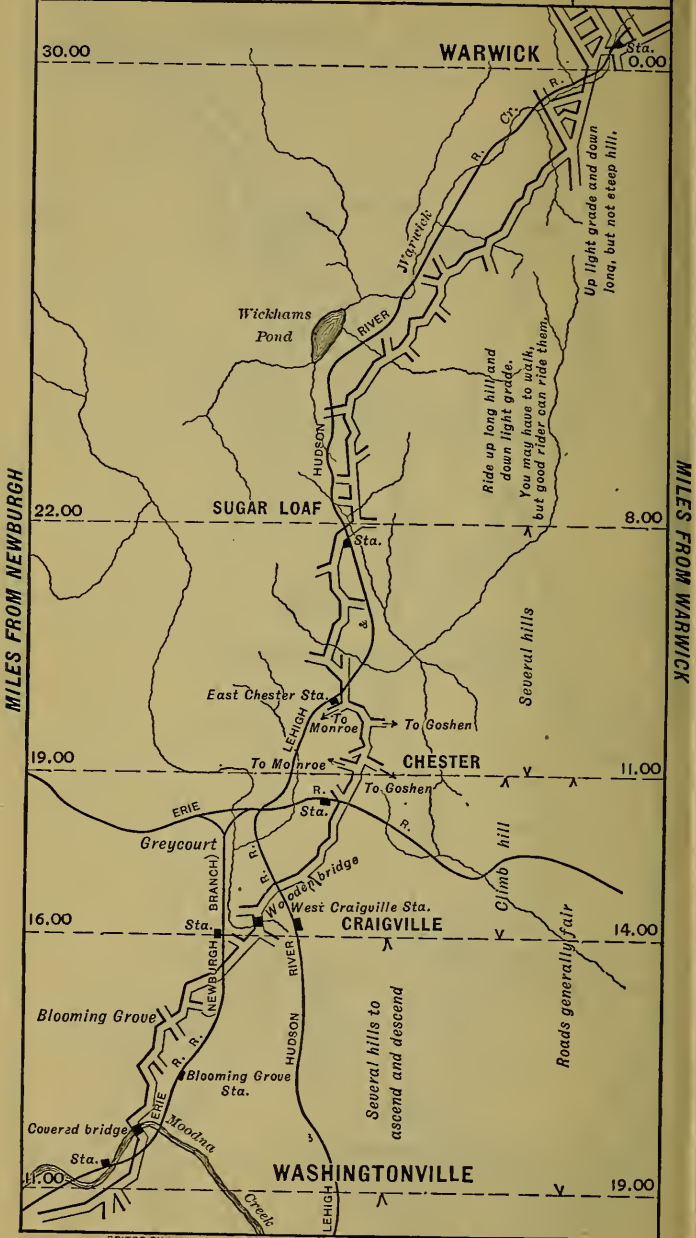 30.00
WARWICK
Sta.
0.00
R.
Cr.
R.
Warwick
Up light grade and down
long, but not steep hill.
Wickhams
Pond
RIVER
HUDSON
Ride up long hill and
down light grade.
You may have to walk,
but good rider can ride them.
MILES FROM NEWBURGH
MILES FROM WARWICK
22.00
SUGAR LOAF
8.00
Sta.
&
Several hills
East Chester Sta.
To
Monroe
To Goshen
LEHIGH
To Monroe
CHESTER
19.00
11.00
To Goshen
ERIE
R.
Sta.
R.
Greycourt
R.
R.
Climb hill
BRANCH)
Wooden bridge
West Craigville Sta.
16.00
Sta.
CRAIGVILLE
14.00
(NEWBURGH
RIVER
Roads generally fair
Blooming Grove
HUDSON
Several hills to
ascend and descend
R.
R.
Blooming Grove
Sta.
ERIE
Covered bridge
Moodna
Sta.
WASHINGTONVILLE
11.00
19.00
Creek
LEHIGH